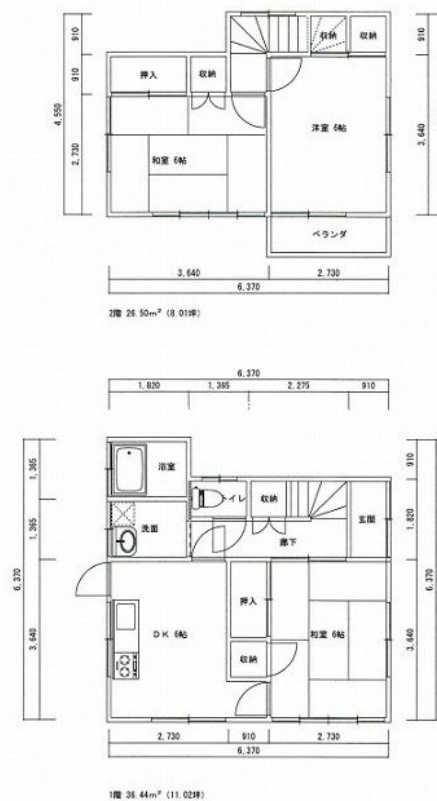 収納 収納
押入 収納
洋室 6帖
和室 6帖
ベランダ
910
910
4,550
2,730
910
3,640
3,640 2,730
6,370
2階 26.50m² (8.01坪)
6,370
1,820 1,365 2,275 910
浴室
トイレ 収納
洗面 玄関
廊下
押入
DK 6帖 和室 6帖
収納
1,365
1,365
6,370
3,640
910
1,820
6,370
3,640
2,730 910 2,730
6,370
1階 36.44m² (11.02坪)